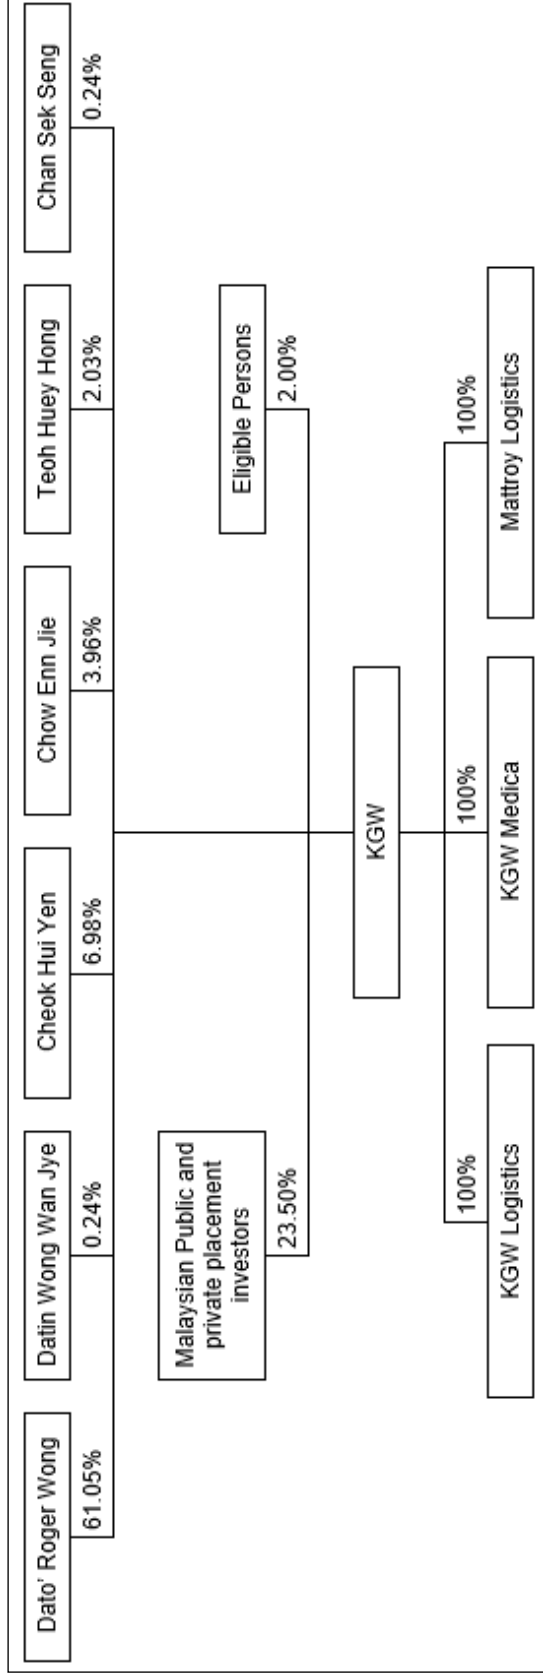 Dato' Roger Wong
61.05%
Datin Wong Wan Jye
0.24%
Cheok Hui Yen
6.98%
Chow Enn Jie
3.96%
Teoh Huey Hong
2.03%
Chan Sek Seng
0.24%
Malaysian Public and
private placement
investors
23.50%
Eligible Persons
2.00%
KGW
100%
KGW Logistics
100%
KGW Medica
100%
Mattroy Logistics